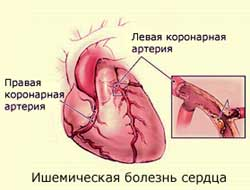 Левая коронарная
артерия
Правая
коронарная
артерия
Ишемическая болезнь сердца